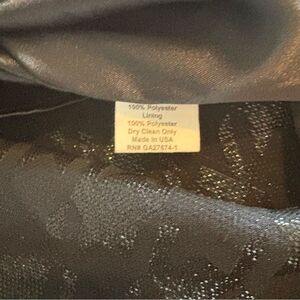 100% Polyester
Lining
100% Polyester
Dry Clean Only
Made in USA
RN# GA27674-1